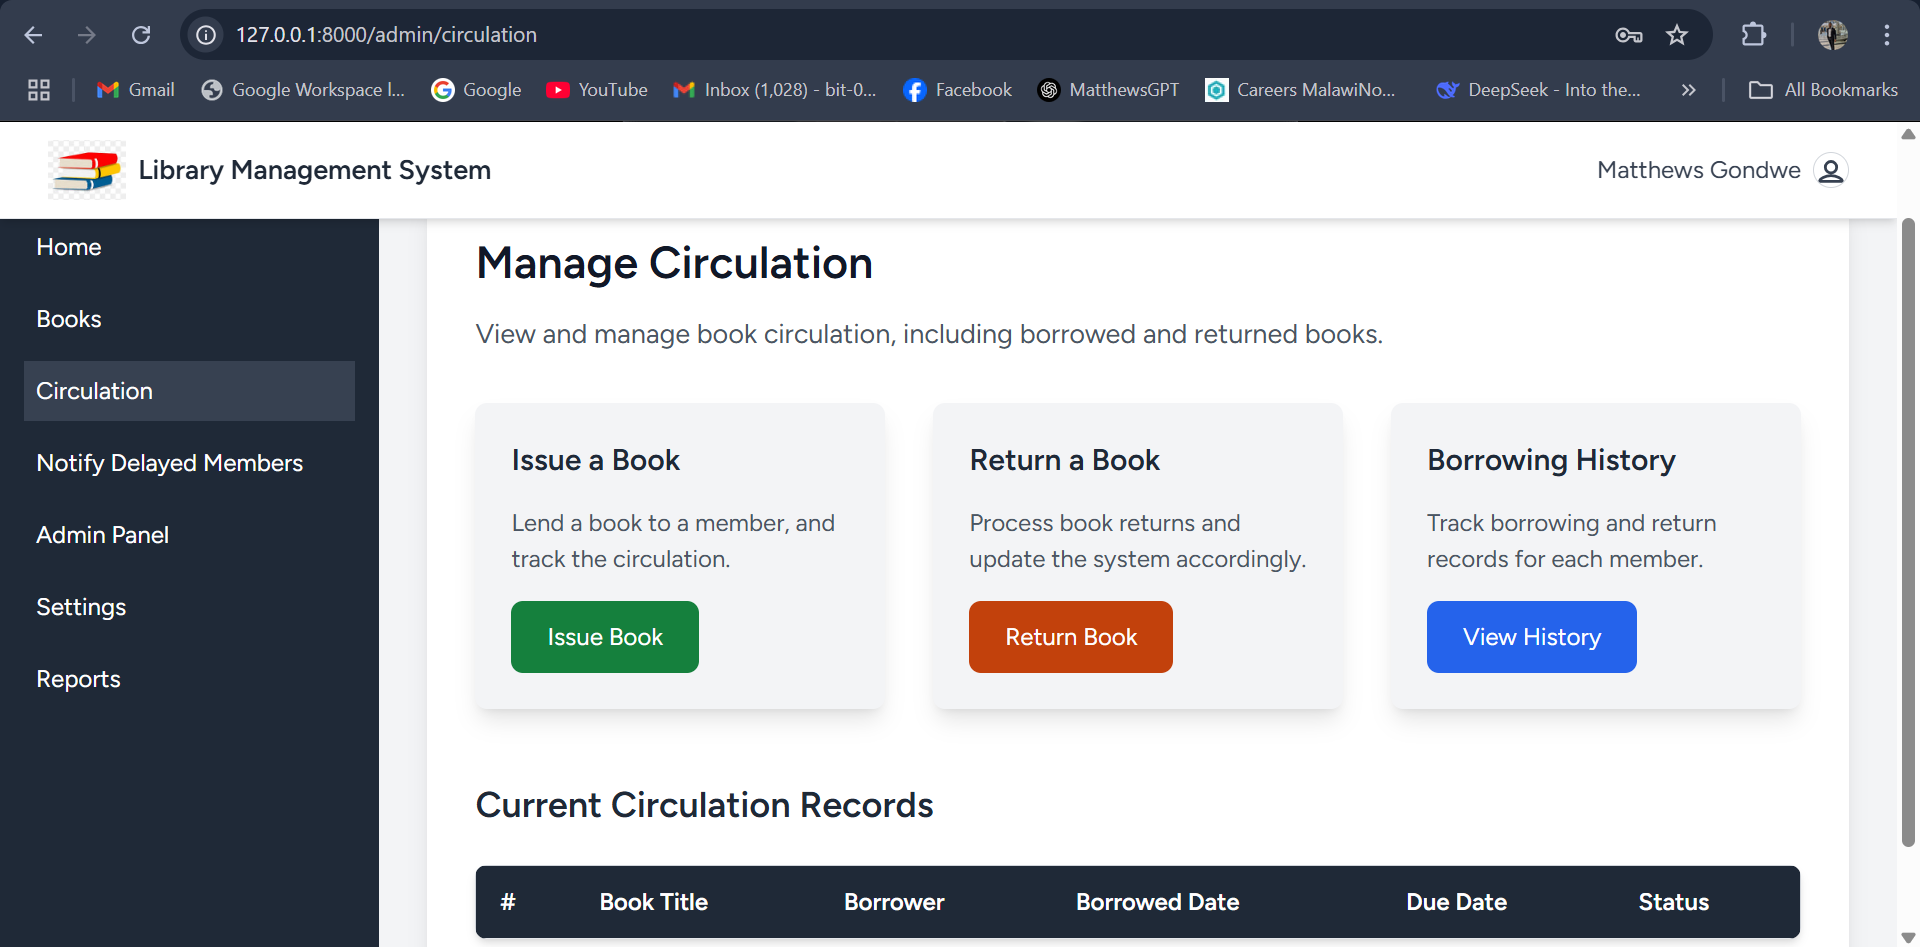 127.0.0.1:8000/admin/circulation
Gmail
Google Workspace l...
Google
YouTube
Inbox (1,028) - bit-0...
Facebook
MatthewsGPT
Careers MalawiNo...
DeepSeek - Into the...
All Bookmarks
Library Management System
Matthews Gondwe
Home
Books
Circulation
Notify Delayed Members
Admin Panel
Settings
Reports
Manage Circulation
View and manage book circulation, including borrowed and returned books.
Issue a Book
Lend a book to a member, and
track the circulation.
Issue Book
Return a Book
Process book returns and
update the system accordingly.
Return Book
Borrowing History
Track borrowing and return
records for each member.
View History
Current Circulation Records
# Book Title Borrower Borrowed Date Due Date Status